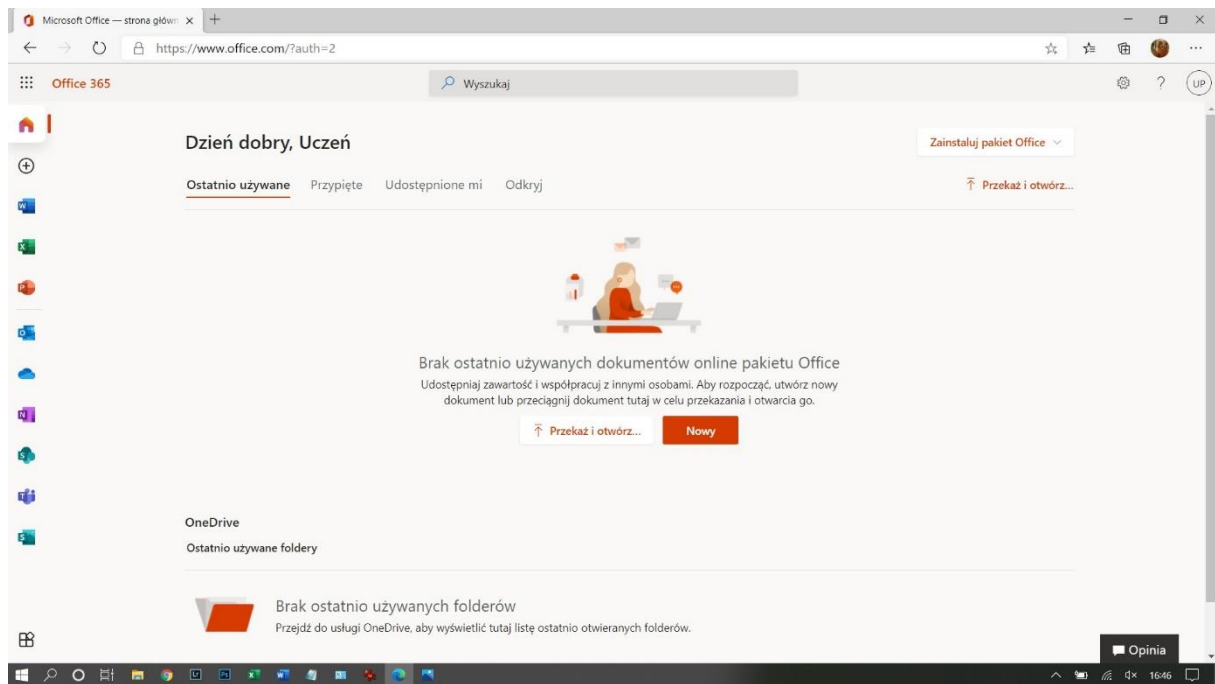 Microsoft Office — strona główn
https://www.office.com/?auth=2
Office 365
Wyszukaj
UP
Dzień dobry, Uczeń
Zainstaluj pakiet Office
Ostatnio używane Przypięte Udostępnione mi Odkryj
Przekaż i otwórz...
Brak ostatnio używanych dokumentów online pakietu Office
Udostępniaj zawartość i współpracuj z innymi osobami. Aby rozpocząć, utwórz nowy
dokument lub przeciągnij dokument tutaj w celu przekazania i otwarcia go.
Przekaż i otwórz... Nowy
OneDrive
Ostatnio używane foldery
Brak ostatnio używanych folderów
Przejdź do usługi OneDrive, aby wyświetlić tutaj listę ostatnio otwieranych folderów.
Opinia
16:46